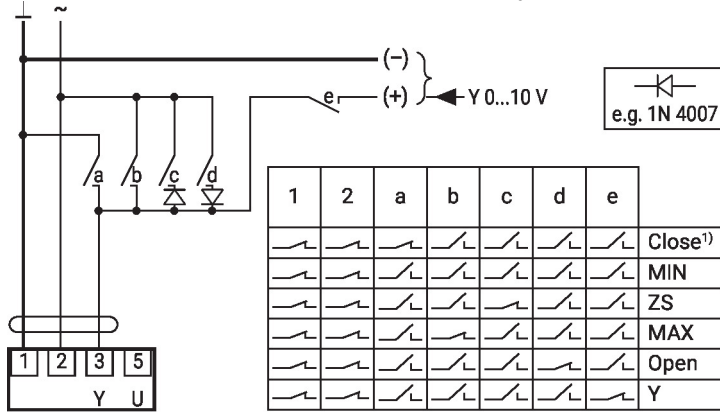 ~
(–)
e (+) Y 0...10 V
e.g. 1N 4007
a b c d
1 2 a b c d e
Close¹⁾
MIN
ZS
MAX
Open
Y
1 2 3 5
Y U